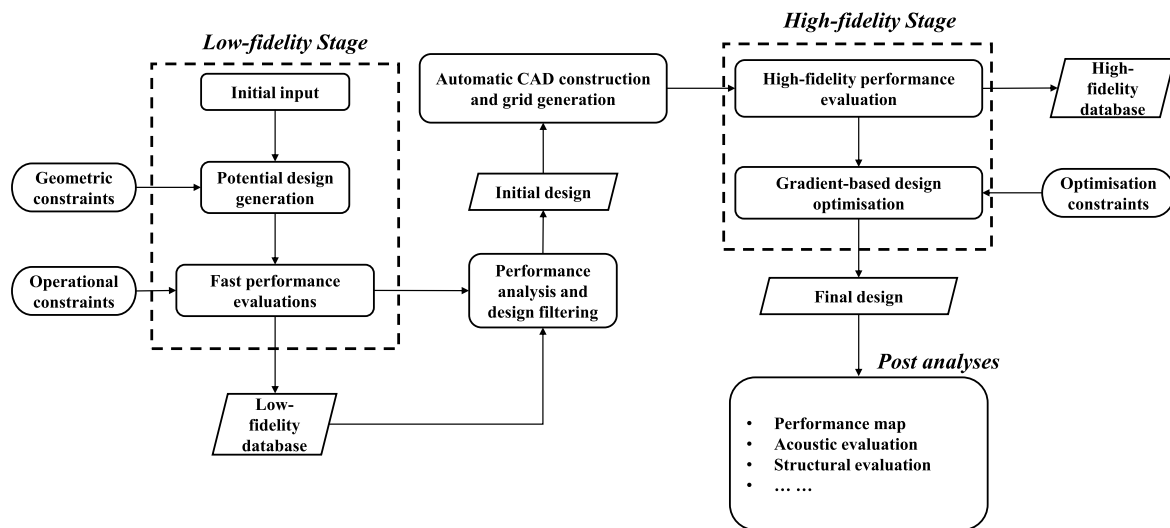 Low-fidelity Stage
Initial input
Geometric
constraints
Potential design
generation
Operational
constraints
Fast performance
evaluations
Low-
fidelity
database
Performance
analysis and
design filtering
Initial design
Automatic CAD construction
and grid generation
High-fidelity Stage
High-fidelity performance
evaluation
High-
fidelity
database
Gradient-based design
optimisation
Optimisation
constraints
Final design
Post analyses
• Performance map
• Acoustic evaluation
• Structural evaluation
• … …